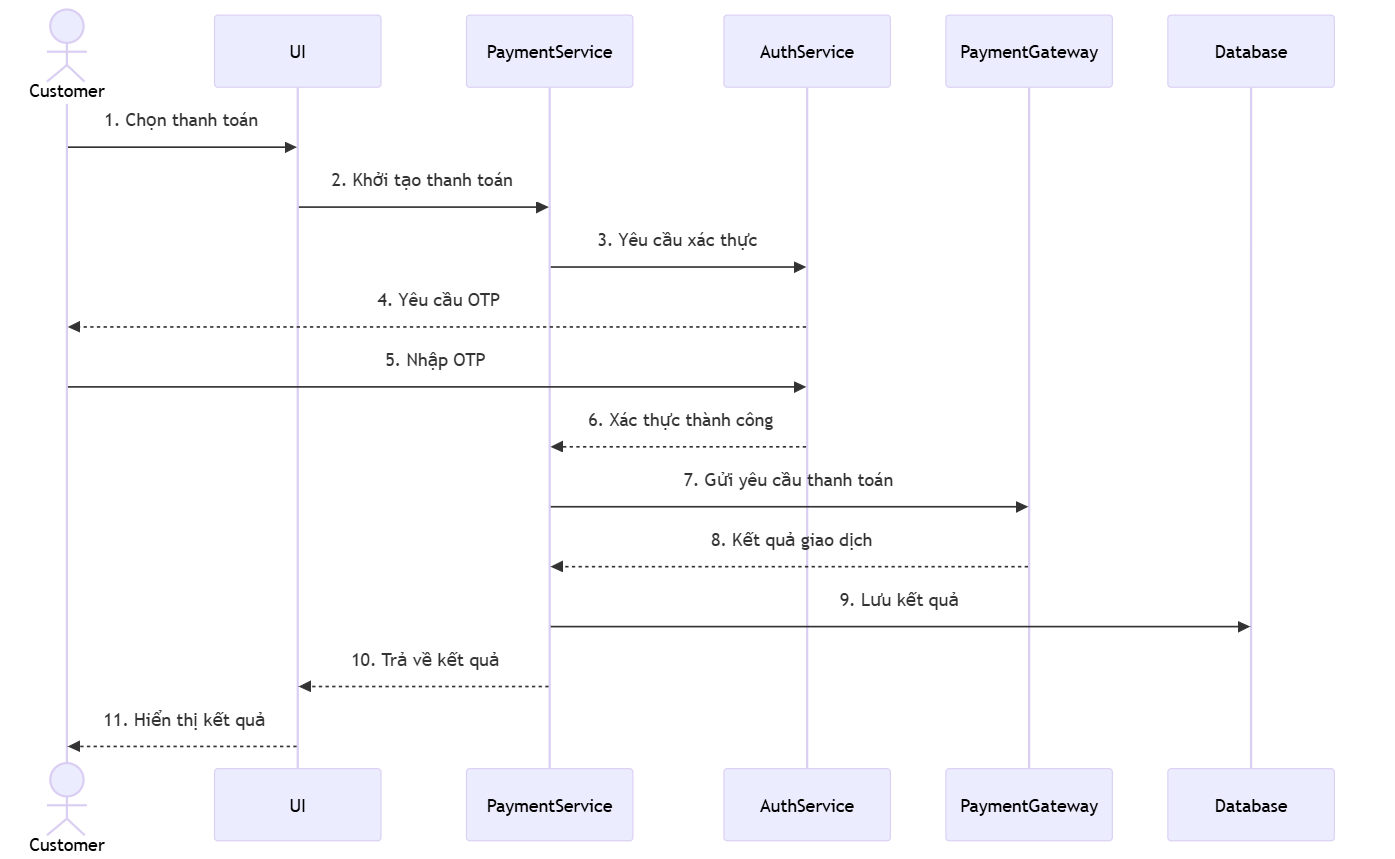 UI
PaymentService
AuthService
PaymentGateway
Database
Customer
1. Chọn thanh toán
2. Khởi tạo thanh toán
3. Yêu cầu xác thực
4. Yêu cầu OTP
5. Nhập OTP
6. Xác thực thành công
7. Gửi yêu cầu thanh toán
8. Kết quả giao dịch
9. Lưu kết quả
10. Trả về kết quả
11. Hiển thị kết quả
UI
PaymentService
AuthService
PaymentGateway
Database
Customer